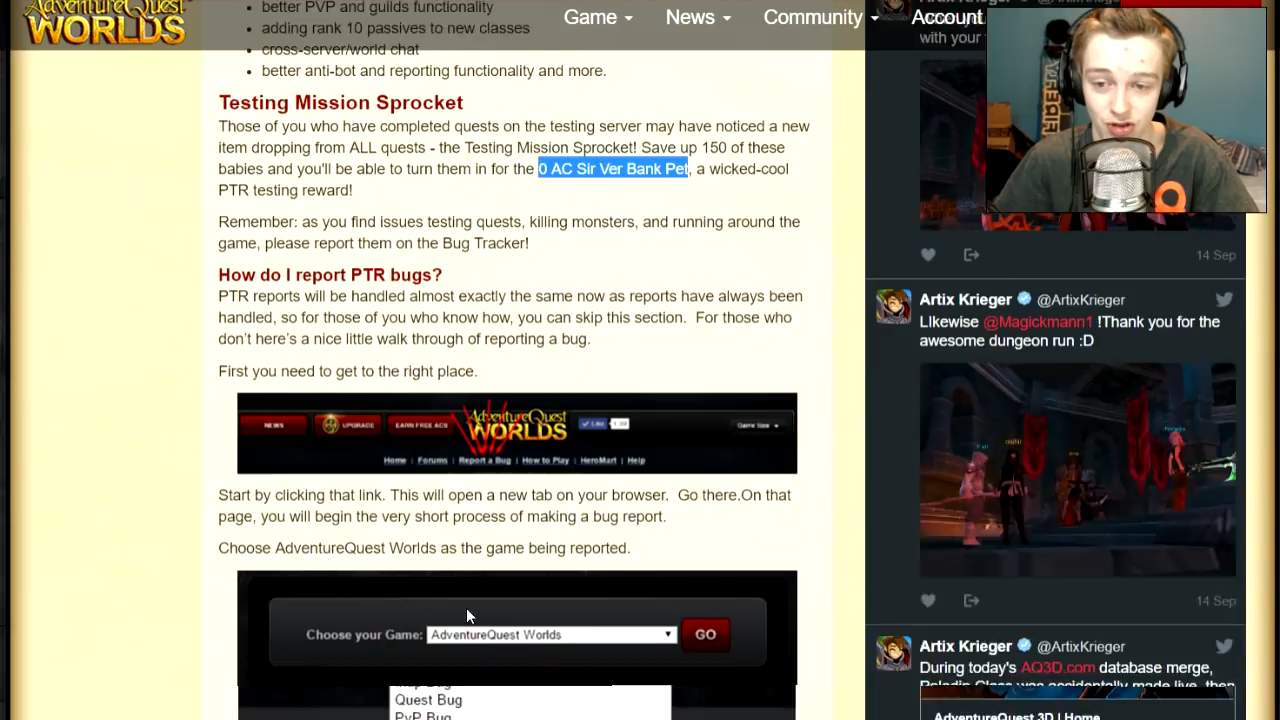 AdventureQuest
WORLDS
Game
News
Community
Account
better PVP and guilds functionality
adding rank 10 passives to new classes
cross-server/world chat
better anti-bot and reporting functionality and more.
Testing Mission Sprocket
Those of you who have completed quests on the testing server may have noticed a new
item dropping from ALL quests - the Testing Mission Sprocket! Save up 150 of these
babies and you'll be able to turn them in for the 0 AC Sir Ver Bank Pet, a wicked-cool
PTR testing reward!
Remember: as you find issues testing quests, killing monsters, and running around the
game, please report them on the Bug Tracker!
How do I report PTR bugs?
PTR reports will be handled almost exactly the same now as reports have always been
handled, so for those of you who know how, you can skip this section.  For those who
don't here's a nice little walk through of reporting a bug.
First you need to get to the right place.
NEWS
UPGRADE
EARN FREE ACS
AdventureQuest
WORLDS
Like
Game Size
Home | Forums | Report a Bug | How to Play | HeroMart | Help
Start by clicking that link. This will open a new tab on your browser.  Go there.On that
page, you will begin the very short process of making a bug report.
Choose AdventureQuest Worlds as the game being reported.
Choose your Game: AdventureQuest Worlds
GO
Quest Bug
PvP Bug
with your
14 Sep
Artix Krieger @ArtixKrieger
LIkewise @Magickmann1 !Thank you for the
awesome dungeon run :D
14 Sep
Artix Krieger @ArtixKrieger
During today's AQ3D.com database merge,
Paladin Class was accidentally made live, then
AdventureQuest 3D | Home